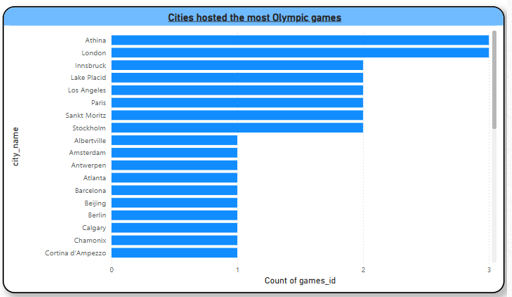 Cities hosted the most Olympic games
city_name
Athina
London
Innsbruck
Lake Placid
Los Angeles
Paris
Sankt Moritz
Stockholm
Albertville
Amsterdam
Antwerpen
Atlanta
Barcelona
Beijing
Berlin
Calgary
Chamonix
Cortina d'Ampezzo
0 1 2 3
Count of games_id